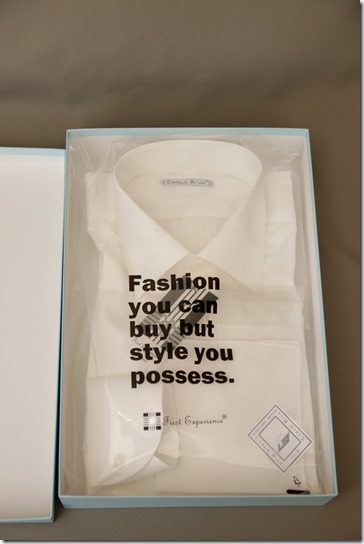 Fashion
you can
buy but
style you
possess.
First Experience®